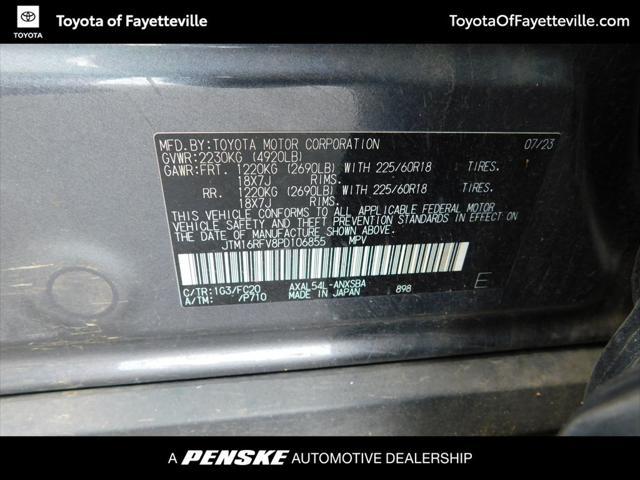 TOYOTA
Toyota of Fayetteville
ToyotaOfFayetteville.com
MFD.BY:TOYOTA MOTOR CORPORATION 07/23
GVWR:2230KG (4920LB)
GAWR:FRT. 1220KG (2690LB) WITH 225/60R18 TIRES.
18X7J RIMS.
RR. 1220KG (2690LB) WITH 225/60R18 TIRES.
18X7J RIMS.
THIS VEHICLE CONFORMS TO ALL APPLICABLE FEDERAL MOTOR
VEHICLE SAFETY AND THEFT PREVENTION STANDARDS IN EFFECT ON
THE DATE OF MANUFACTURE SHOWN ABOVE.
JTM16RFV8PD106855 MPV
C/TR:1G3/FC20 AXAL54L-ANXSBA 898 E
A/TM: /P710 MADE IN JAPAN
A PENSKE AUTOMOTIVE DEALERSHIP